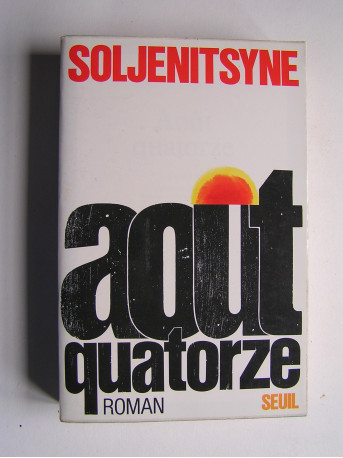 SOLJENITSYNE
août
quatorze
ROMAN SEUIL